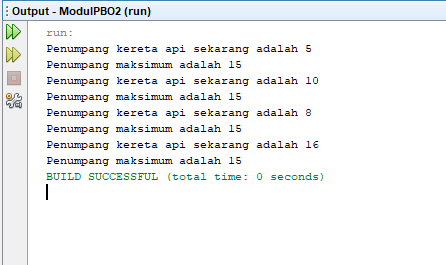 Output - ModulPBO2 (run)
run:
Penumpang kereta api sekarang adalah 5
Penumpang maksimum adalah 15
Penumpang kereta api sekarang adalah 10
Penumpang maksimum adalah 15
Penumpang kereta api sekarang adalah 8
Penumpang maksimum adalah 15
Penumpang kereta api sekarang adalah 16
Penumpang maksimum adalah 15
BUILD SUCCESSFUL (total time: 0 seconds)